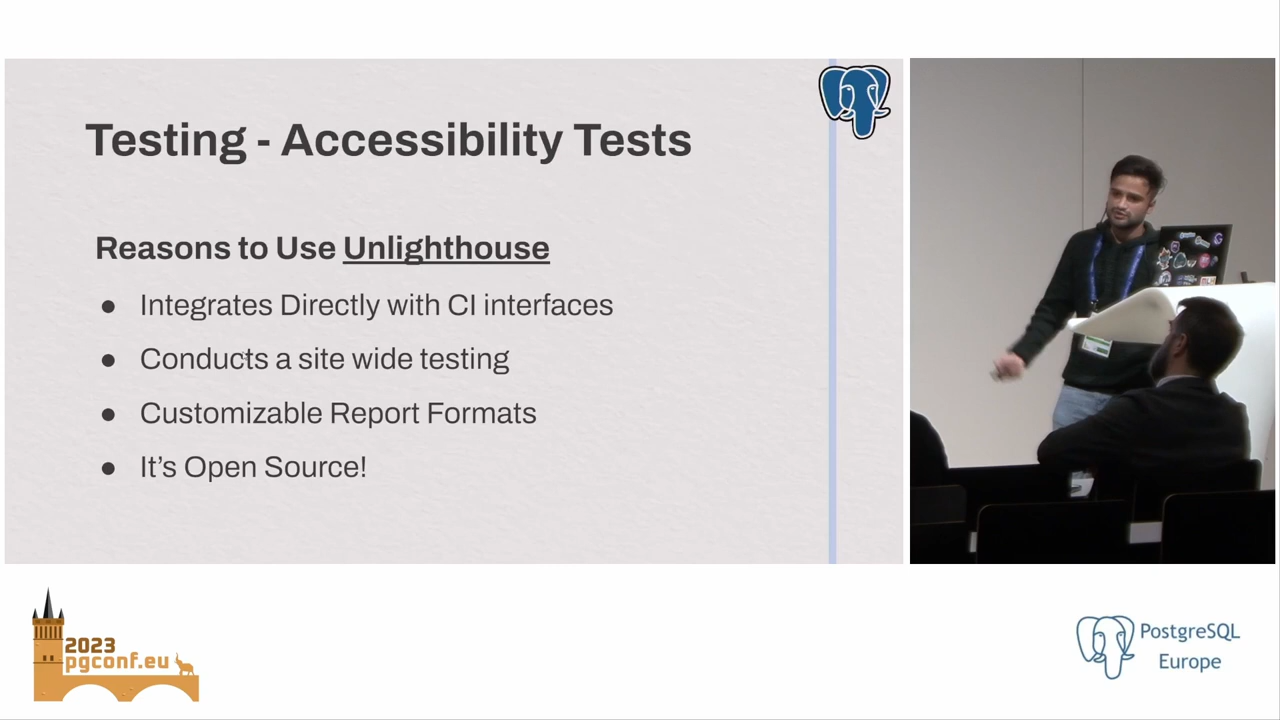 Testing - Accessibility Tests
Reasons to Use Unlighthouse
● Integrates Directly with CI interfaces
● Conducts a site wide testing
● Customizable Report Formats
● It’s Open Source!
2023
pgconf.eu
PostgreSQL
Europe